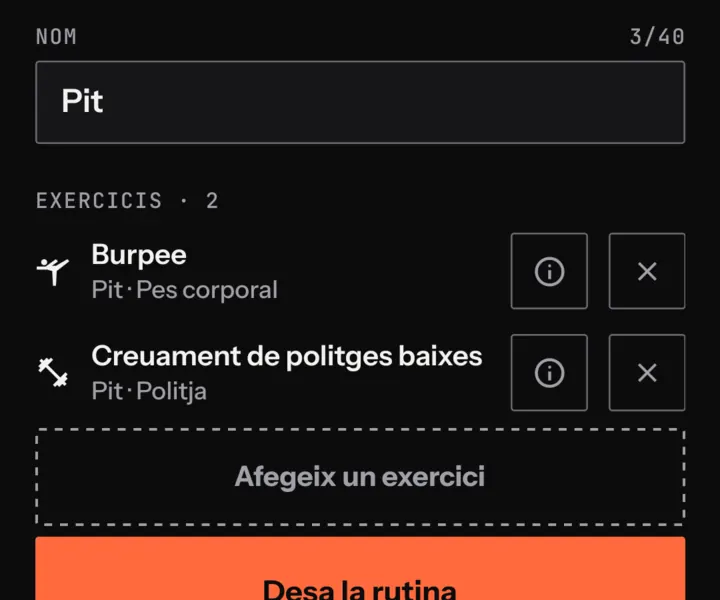 NOM 3/40
Pit
EXERCICIS · 2
Burpee
Pit · Pes corporal
Creuament de politges baixes
Pit · Politja
Afegeix un exercici
Desa la rutina